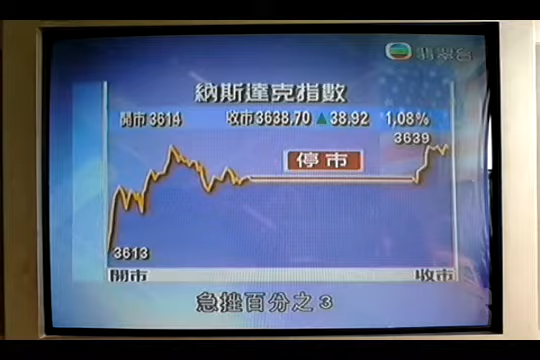 翡翠台
納斯達克指數
開市 3614 收市 3638.70 ▲ 38.92 1.08%
3639
停市
3613
開市 收市
急挫百分之3